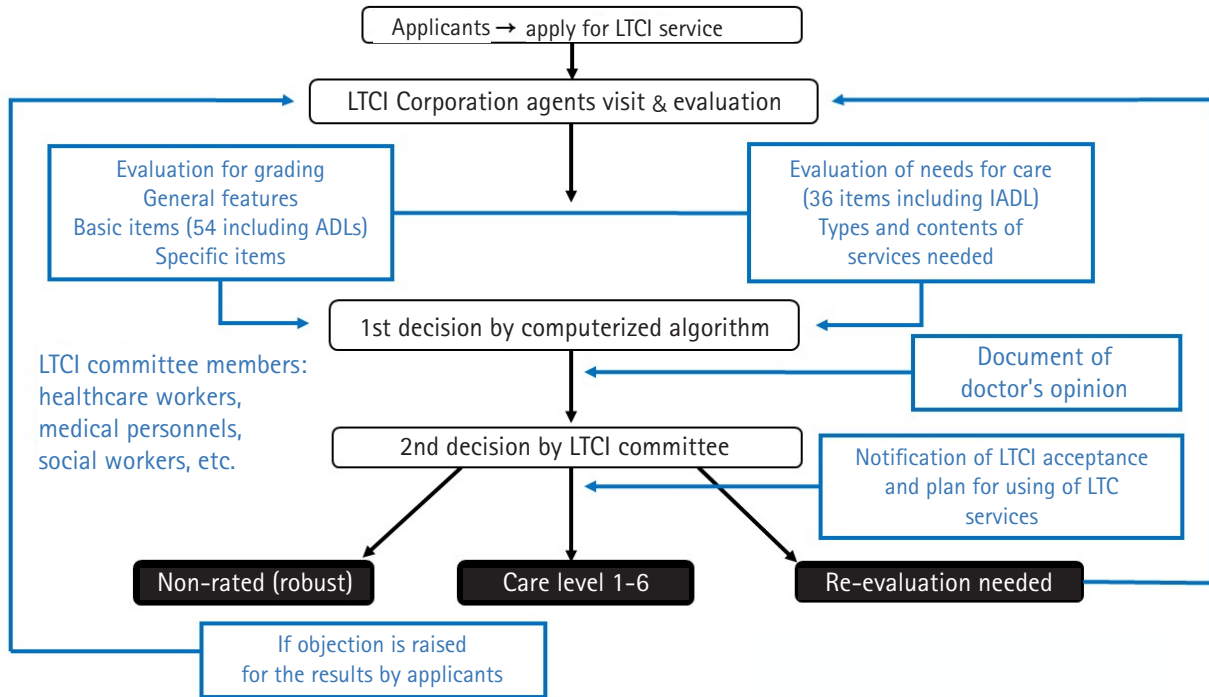 Applicants → apply for LTCI service
LTCI Corporation agents visit & evaluation
Evaluation for grading
General features
Basic items (54 including ADLs)
Specific items
Evaluation of needs for care
(36 items including IADL)
Types and contents of
services needed
1st decision by computerized algorithm
LTCI committee members:
healthcare workers,
medical personnels,
social workers, etc.
Document of
doctor's opinion
2nd decision by LTCI committee
Notification of LTCI acceptance
and plan for using of LTC
services
Non-rated (robust)
Care level 1-6
Re-evaluation needed
If objection is raised
for the results by applicants